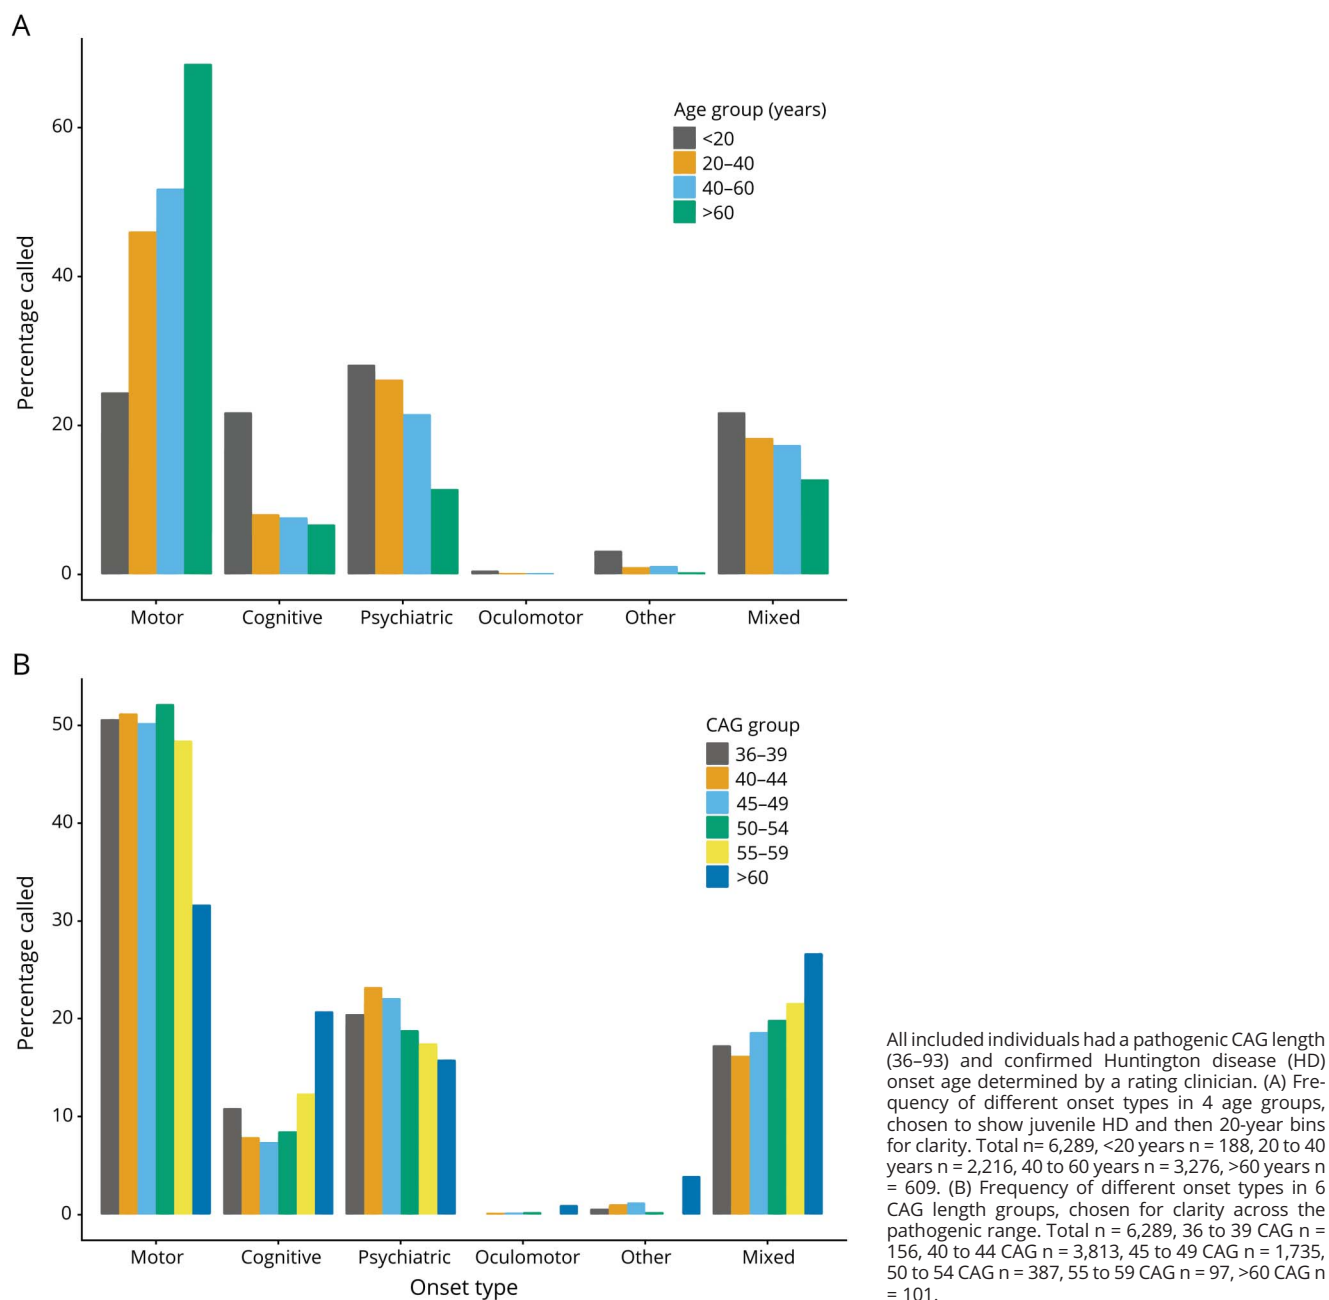 A
Percentage called
60
40
20
0
Age group (years)
<20
20–40
40–60
>60
Motor
Cognitive
Psychiatric
Oculomotor
Other
Mixed
B
Percentage called
50
40
30
20
10
0
CAG group
36–39
40–44
45–49
50–54
55–59
>60
Motor
Cognitive
Psychiatric
Oculomotor
Other
Mixed
Onset type
All included individuals had a pathogenic CAG length
(36–93) and confirmed Huntington disease (HD)
onset age determined by a rating clinician. (A) Fre-
quency of different onset types in 4 age groups,
chosen to show juvenile HD and then 20-year bins
for clarity. Total n= 6,289, <20 years n = 188, 20 to 40
years n = 2,216, 40 to 60 years n = 3,276, >60 years n
= 609. (B) Frequency of different onset types in 6
CAG length groups, chosen for clarity across the
pathogenic range. Total n = 6,289, 36 to 39 CAG n =
156, 40 to 44 CAG n = 3,813, 45 to 49 CAG n = 1,735,
50 to 54 CAG n = 387, 55 to 59 CAG n = 97, >60 CAG n
= 101.